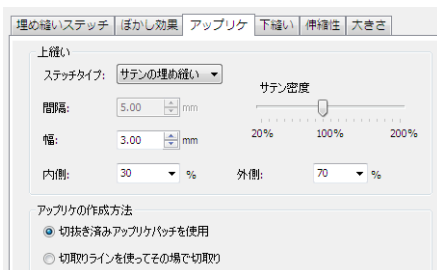 埋め縫いステッチ ぼかし効果 アップリケ 下縫い 伸縮性 大きさ
上縫い
ステッチタイプ: サテンの埋め縫い
サテン密度
間隔: 5.00 mm
幅: 3.00 mm 20% 100% 200%
内側: 30 % 外側: 70 %
アップリケの作成方法
切抜き済みアップリケパッチを使用
切取りラインを使ってその場で切取り